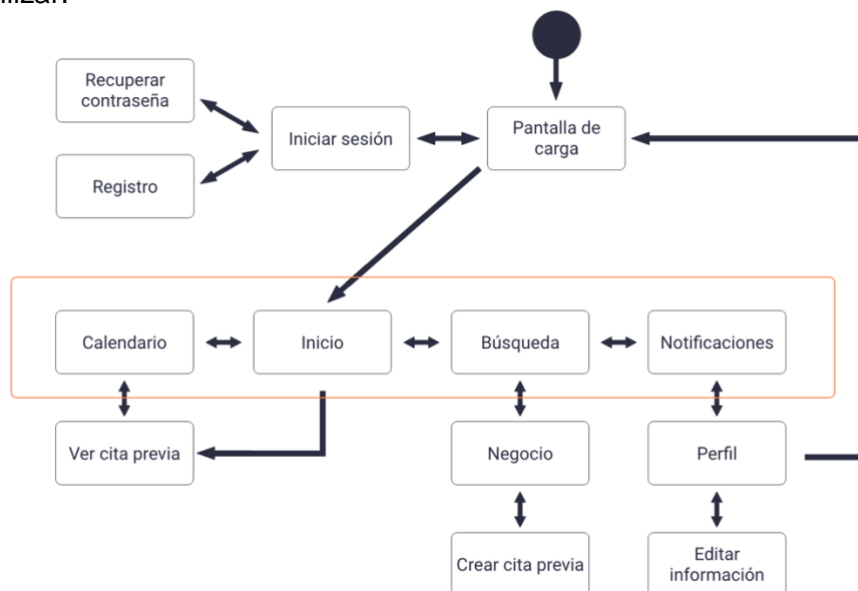 Recuperar
contraseña
Iniciar sesión
Pantalla de
carga
Registro
Calendario
Inicio
Búsqueda
Notificaciones
Ver cita previa
Negocio
Perfil
Crear cita previa
Editar
información